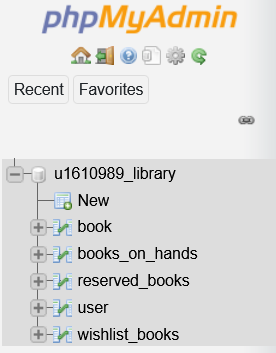 phpMyAdmin
Recent Favorites
u1610989_library
New
book
books_on_hands
reserved_books
user
wishlist_books